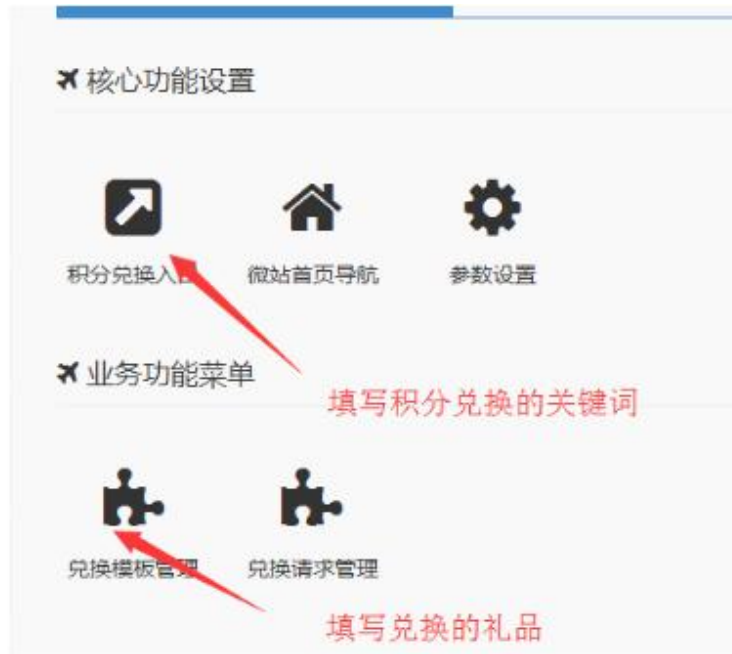 核心功能设置
积分兑换入口
微站首页导航
参数设置
业务功能菜单
填写积分兑换的关键词
兑换模板管理
兑换请求管理
填写兑换的礼品